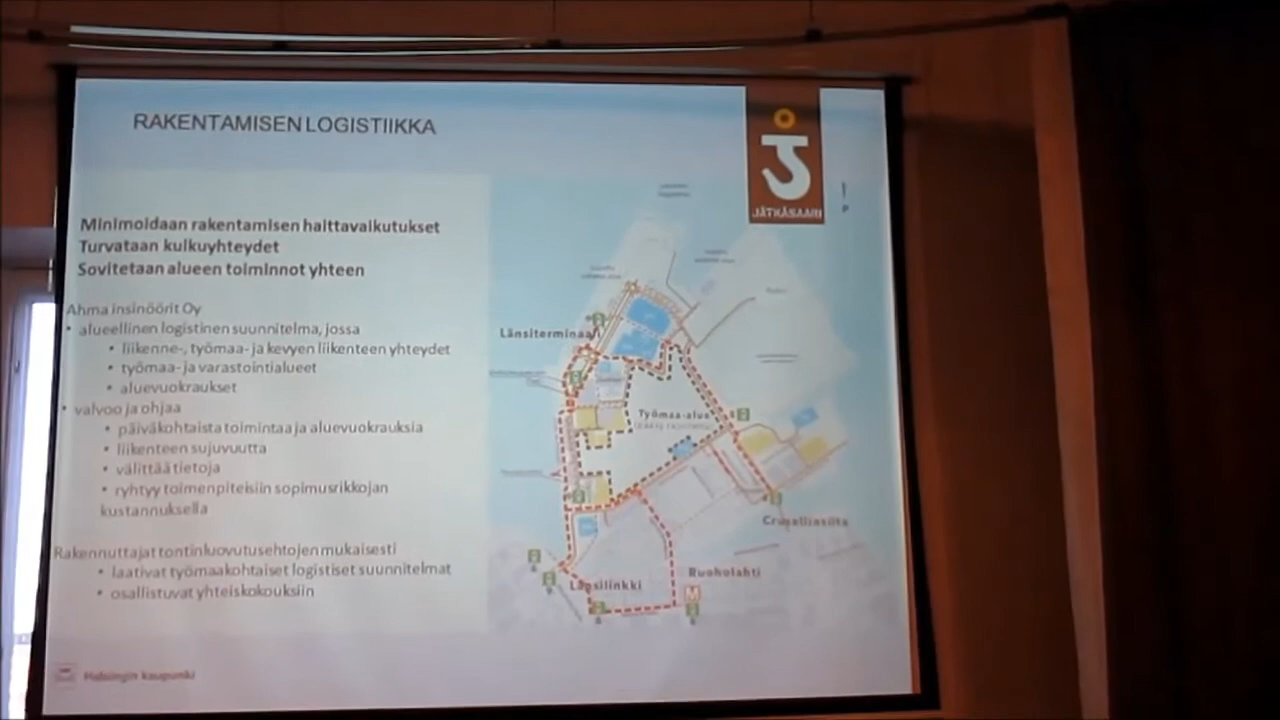 RAKENTAMISEN LOGISTIIKKA
JÄTKÄSAARI
Minimoidaan rakentamisen haittavaikutukset
Turvataan kulkuyhteydet
Sovitetaan alueen toiminnot yhteen
Ahma insinöörit Oy
• alueellinen logistinen suunnitelma, jossa
• liikenne-, työmaa- ja kevyen liikenteen yhteydet
• työmaa- ja varastointialueet
• aluevuokraukset
• valvoo ja ohjaa
• päiväkohtaista toimintaa ja aluevuokrauksia
• liikenteen sujuvuutta
• välittää tietoja
• ryhtyy toimenpiteisiin sopimusrikkojan
kustannuksella
Rakennuttajat tontinluovutusehtojen mukaisesti
• laativat työmaakohtaiset logistiset suunnitelmat
• osallistuvat yhteiskokouksiin
Helsingin kaupunki
Länsiterminaali
Työmaa-alue
Crusellinsilta
Ruoholahti
M
Länsilinkki